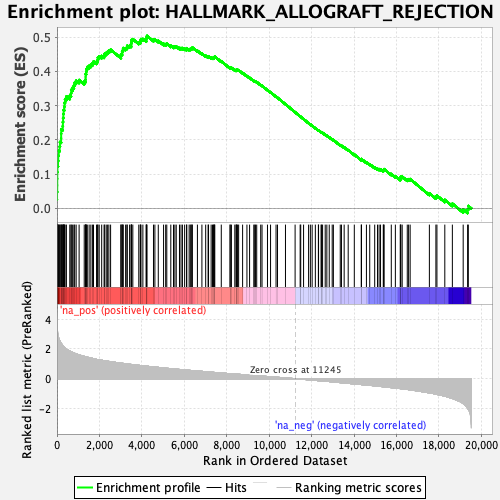 Enrichment plot: HALLMARK_ALLOGRAFT_REJECTION
Enrichment score (ES)
0.5
0.4
0.3
0.2
0.1
0.0
'na_pos' (positively correlated)
Ranked list metric (PreRanked)
4
2
0
-2
Zero cross at 11245
'na_neg' (negatively correlated)
0 2,000 4,000 6,000 8,000 10,000 12,000 14,000 16,000 18,000 20,000
Rank in Ordered Dataset
Enrichment profile Hits Ranking metric scores